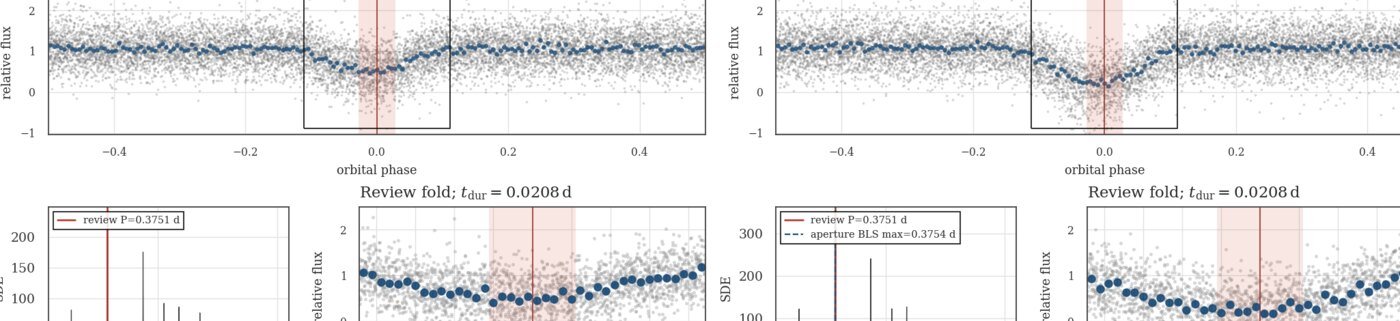 2
1
0
−1
relative flux
−0.4
−0.2
0.0
0.2
0.4
orbital phase
2
1
0
−1
relative flux
−0.4
−0.2
0.0
0.2
0.4
orbital phase
Review fold; t_dur = 0.0208 d
Review fold; t_dur = 0.0208 d
review P=0.3751 d
200
150
100
SDE
2
1
relative flux
review P=0.3751 d
aperture BLS max=0.3754 d
300
200
SDE
2
1
relative flux